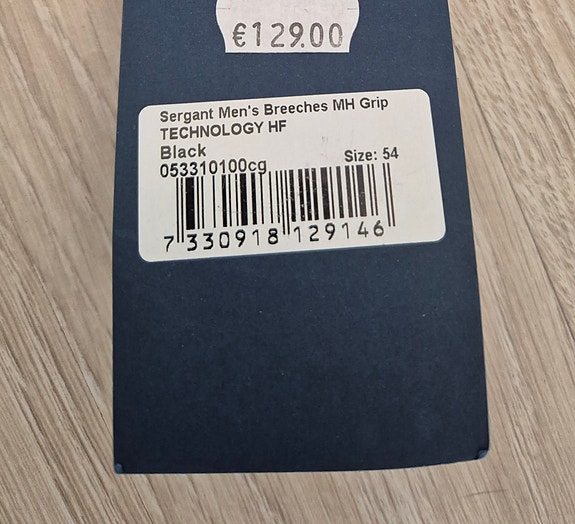 €129.00
Sergant Men's Breeches MH Grip
TECHNOLOGY HF
Black
053310100cg Size: 54
7 330918 129146